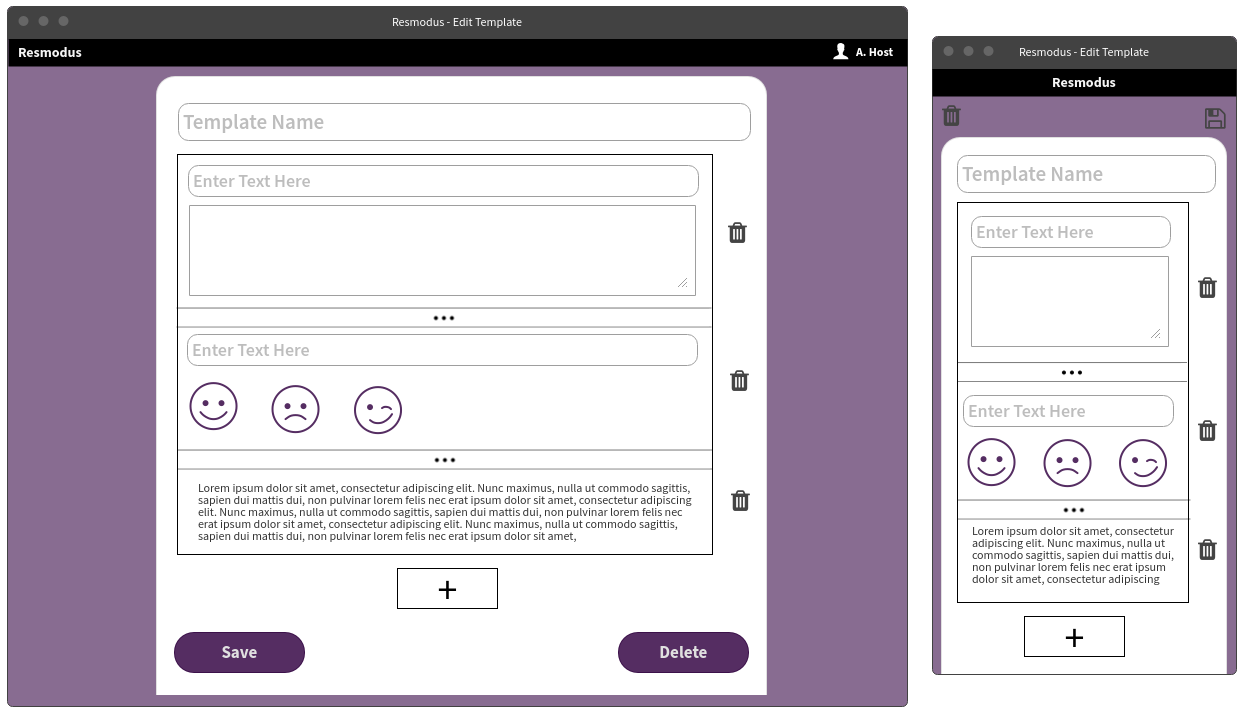 Resmodus - Edit Template
Resmodus
A. Host
Template Name
Enter Text Here
Enter Text Here
Lorem ipsum dolor sit amet, consectetur adipiscing elit. Nunc maximus, nulla ut commodo sagittis,
sapien dui mattis dui, non pulvinar lorem felis nec erat ipsum dolor sit amet, consectetur adipiscing
elit. Nunc maximus, nulla ut commodo sagittis, sapien dui mattis dui, non pulvinar lorem felis nec
erat ipsum dolor sit amet, consectetur adipiscing elit. Nunc maximus, nulla ut commodo sagittis,
sapien dui mattis dui, non pulvinar lorem felis nec erat ipsum dolor sit amet,
+
Save
Delete
Resmodus - Edit Template
Resmodus
Template Name
Enter Text Here
Enter Text Here
Lorem ipsum dolor sit amet, consectetur
adipiscing elit. Nunc maximus, nulla ut
commodo sagittis, sapien dui mattis dui,
non pulvinar lorem felis nec erat ipsum
dolor sit amet, consectetur adipiscing
+